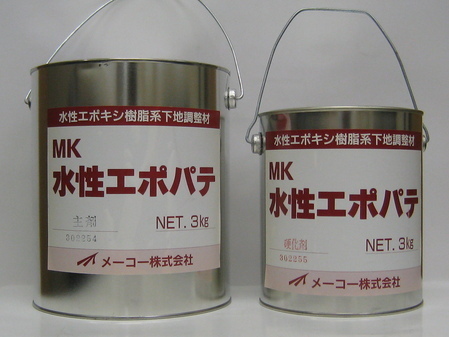 水性エポキシ樹脂系下地調整材
MK
水性エポパテ
主剤
302254
NET. 3kg
メーコー株式会社
水性エポキシ樹脂系下地調整材
MK
水性エポパテ
硬化剤
302255
NET. 3kg
メーコー株式会社